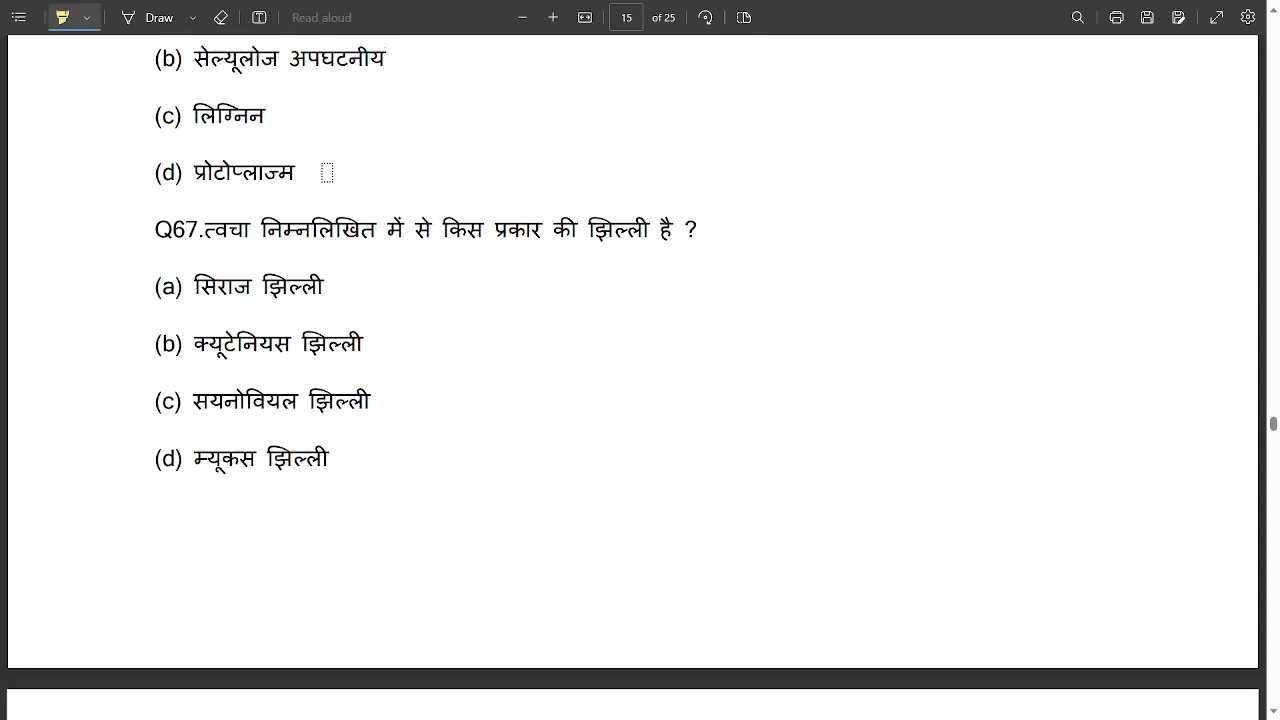 Draw
Read aloud
15 of 25
(b) सेल्यूलोज अपघटनीय
(c) लिग्निन
(d) प्रोटोप्लाज्म
Q67.त्वचा निम्नलिखित में से किस प्रकार की झिल्ली है ?
(a) सिराज झिल्ली
(b) क्यूटेनियस झिल्ली
(c) सयनोवियल झिल्ली
(d) म्यूकस झिल्ली